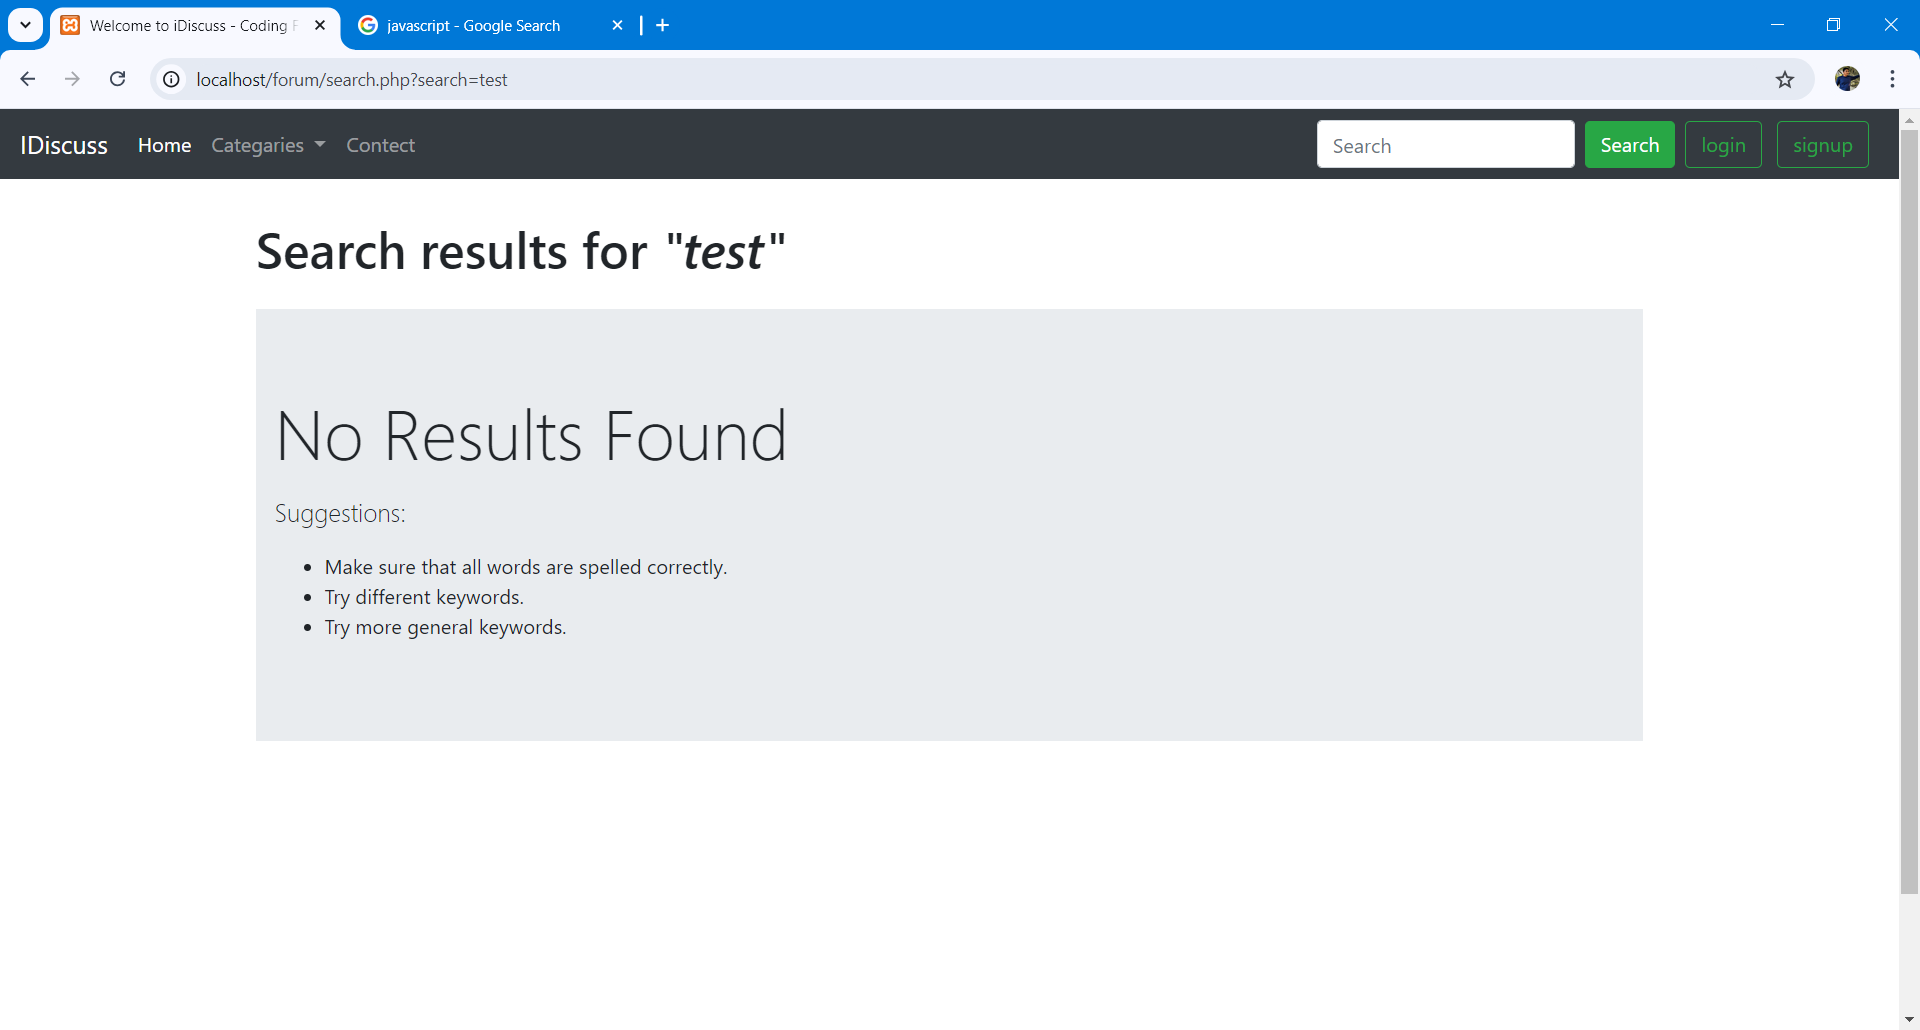 Welcome to iDiscuss - Coding F
javascript - Google Search
localhost/forum/search.php?search=test
IDiscuss Home Categaries Contect Search Search login signup
Search results for "test"
No Results Found
Suggestions:
• Make sure that all words are spelled correctly.
• Try different keywords.
• Try more general keywords.